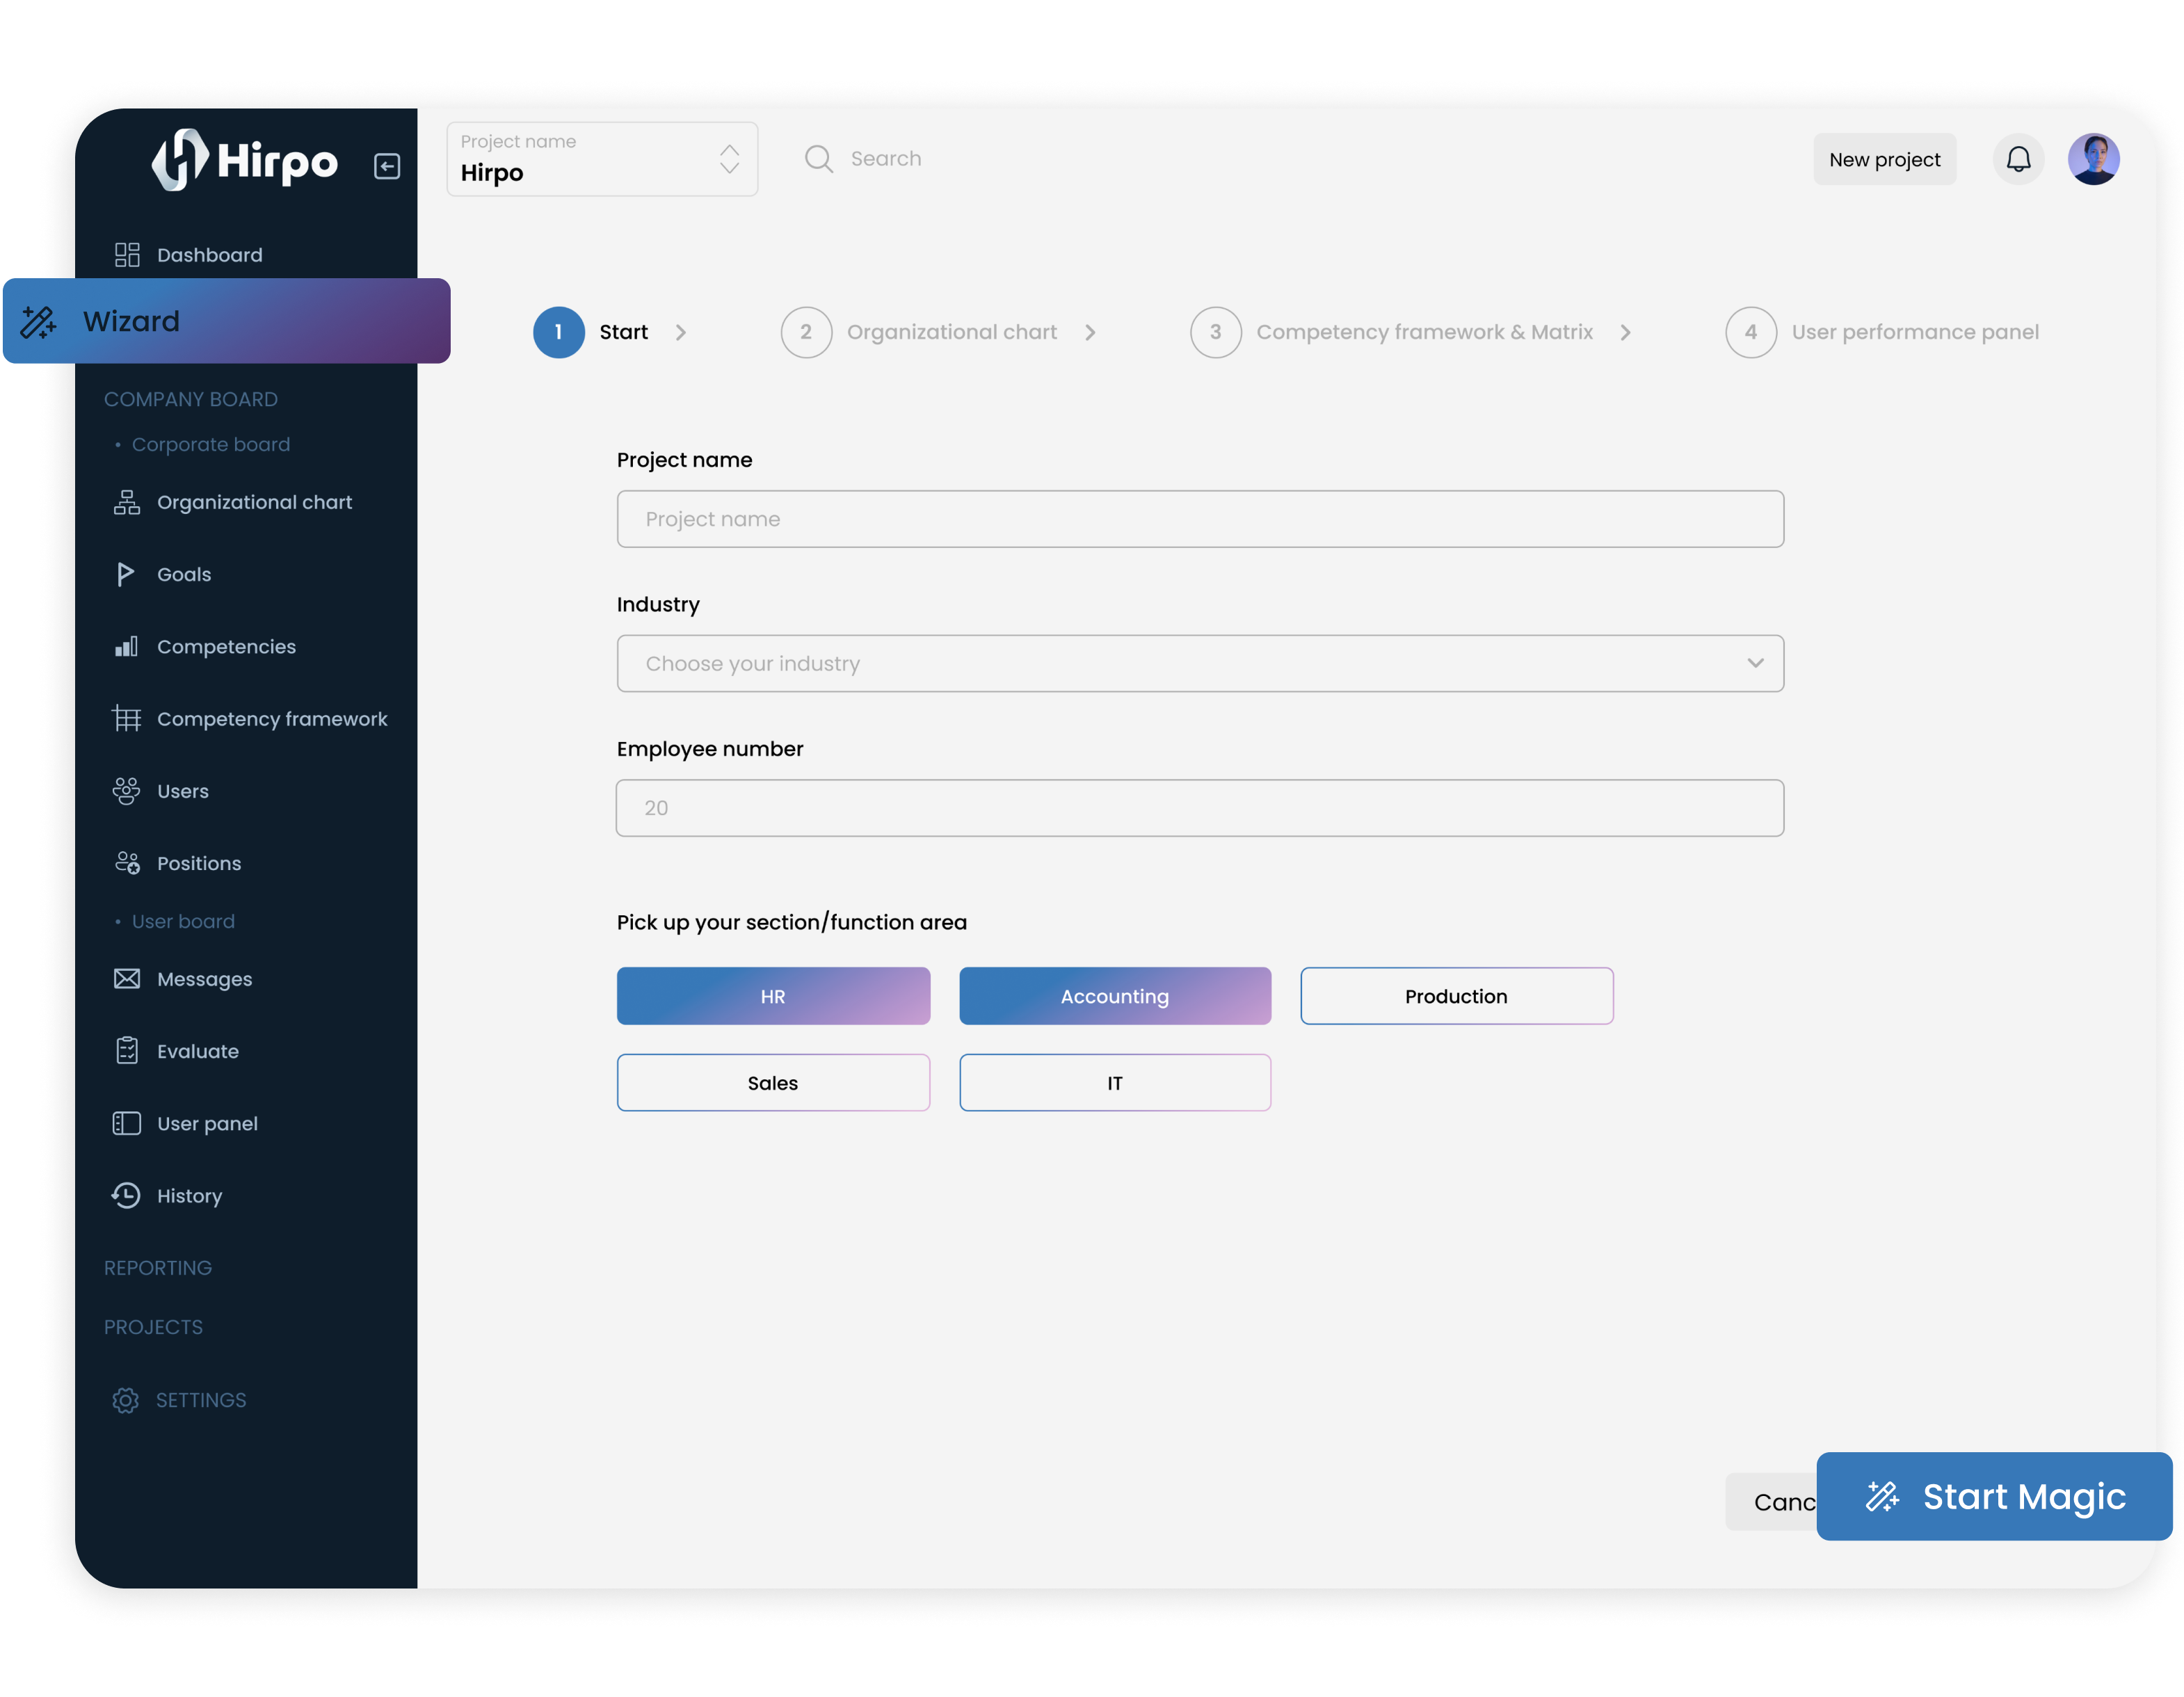 Hirpo
Dashboard
Wizard
COMPANY BOARD
• Corporate board
Organizational chart
Goals
Competencies
Competency framework
Users
Positions
• User board
Messages
Evaluate
User panel
History
REPORTING
PROJECTS
SETTINGS
Project name
Hirpo
Search
New project
1 Start
2 Organizational chart
3 Competency framework & Matrix
4 User performance panel
Project name
Project name
Industry
Choose your industry
Employee number
20
Pick up your section/function area
HR
Accounting
Production
Sales
IT
Canc
Start Magic